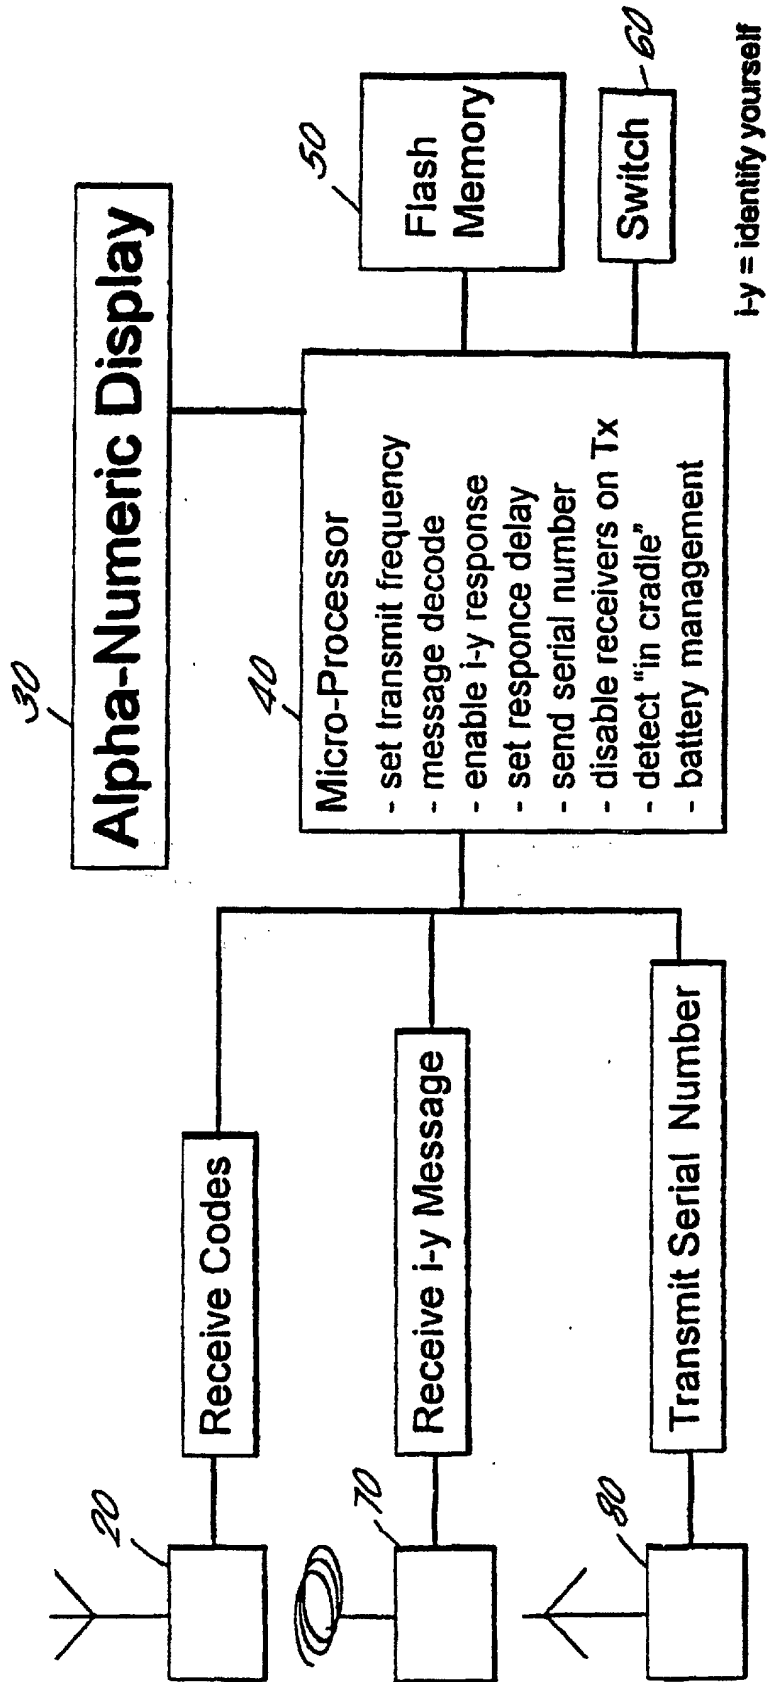 30
Alpha-Numeric Display
20
Receive Codes
70
Receive i-y Message
80
Transmit Serial Number
40
Micro-Processor
- set transmit frequency
- message decode
- enable i-y response
- set responce delay
- send serial number
- disable receivers on Tx
- detect "in cradle"
- battery management
50
Flash
Memory
60
Switch
i-y = identify yourself